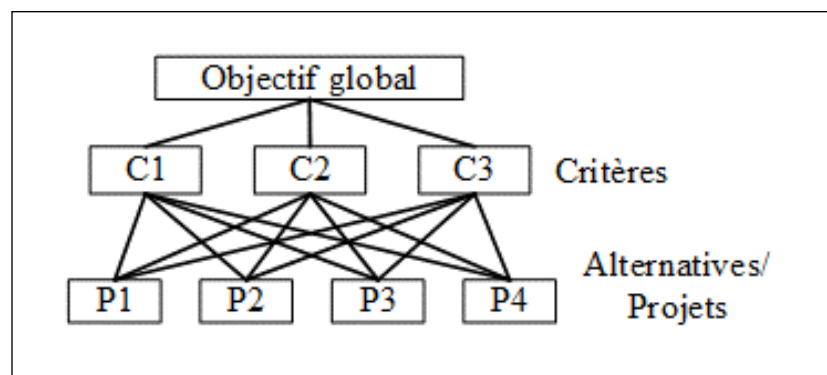 Objectif global
C1 C2 C3 Critères
Alternatives/
P1 P2 P3 P4 Projets